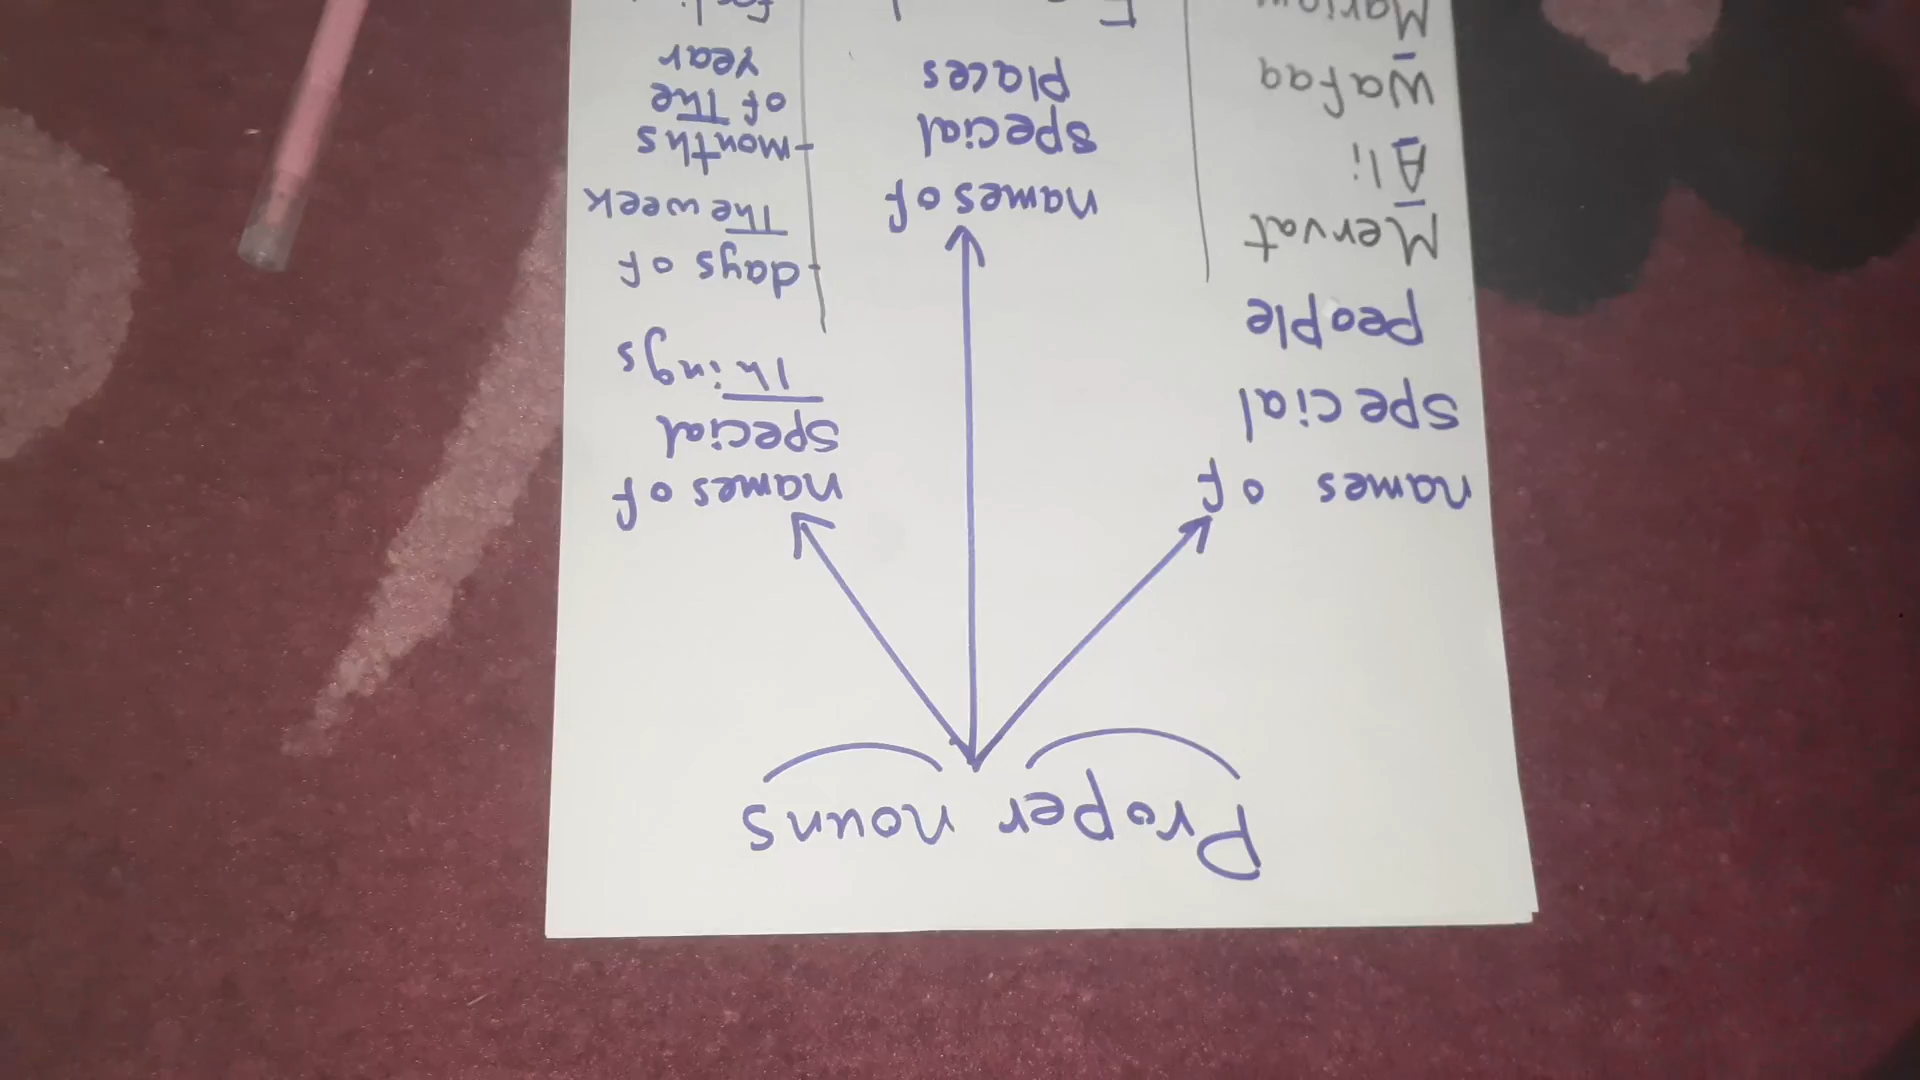 Proper nouns
names of
special
people
Mervat
Ali
Wafaa
Mariam
names of
special
places
names of
special
Things
-days of
The week
-months
of The
year